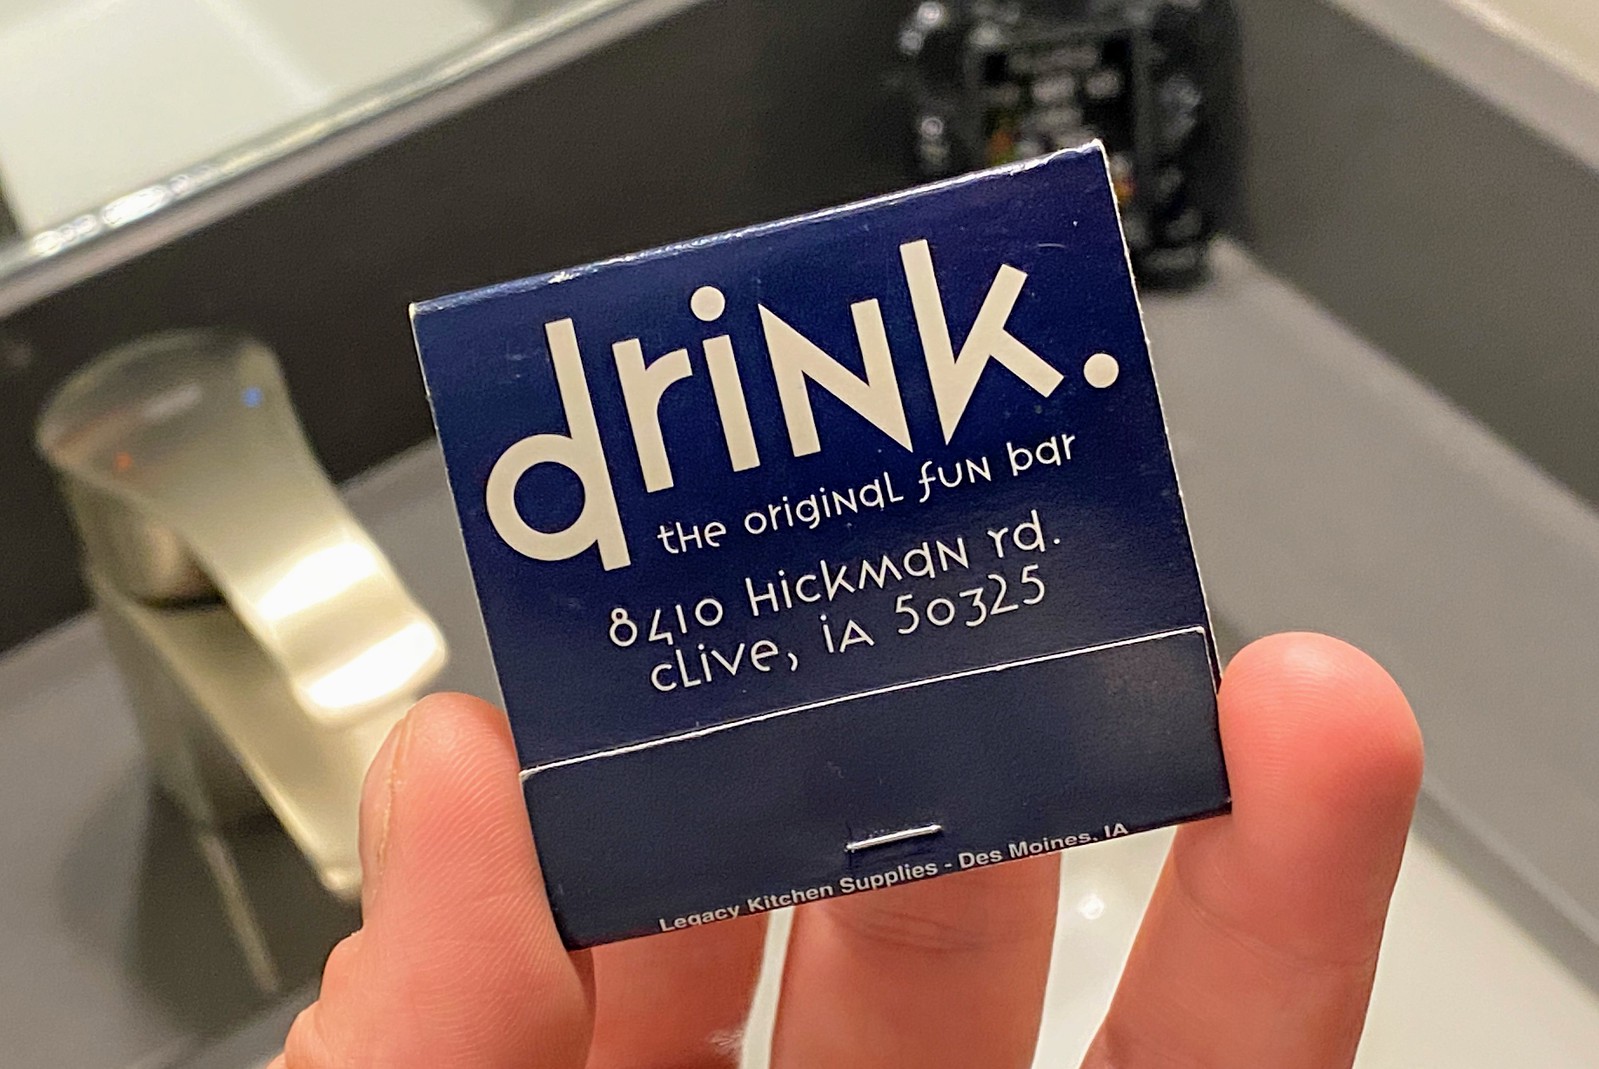 drink.
the original fun bar
8410 Hickman rd.
clive, iA 50325
Legacy Kitchen Supplies - Des Moines, IA